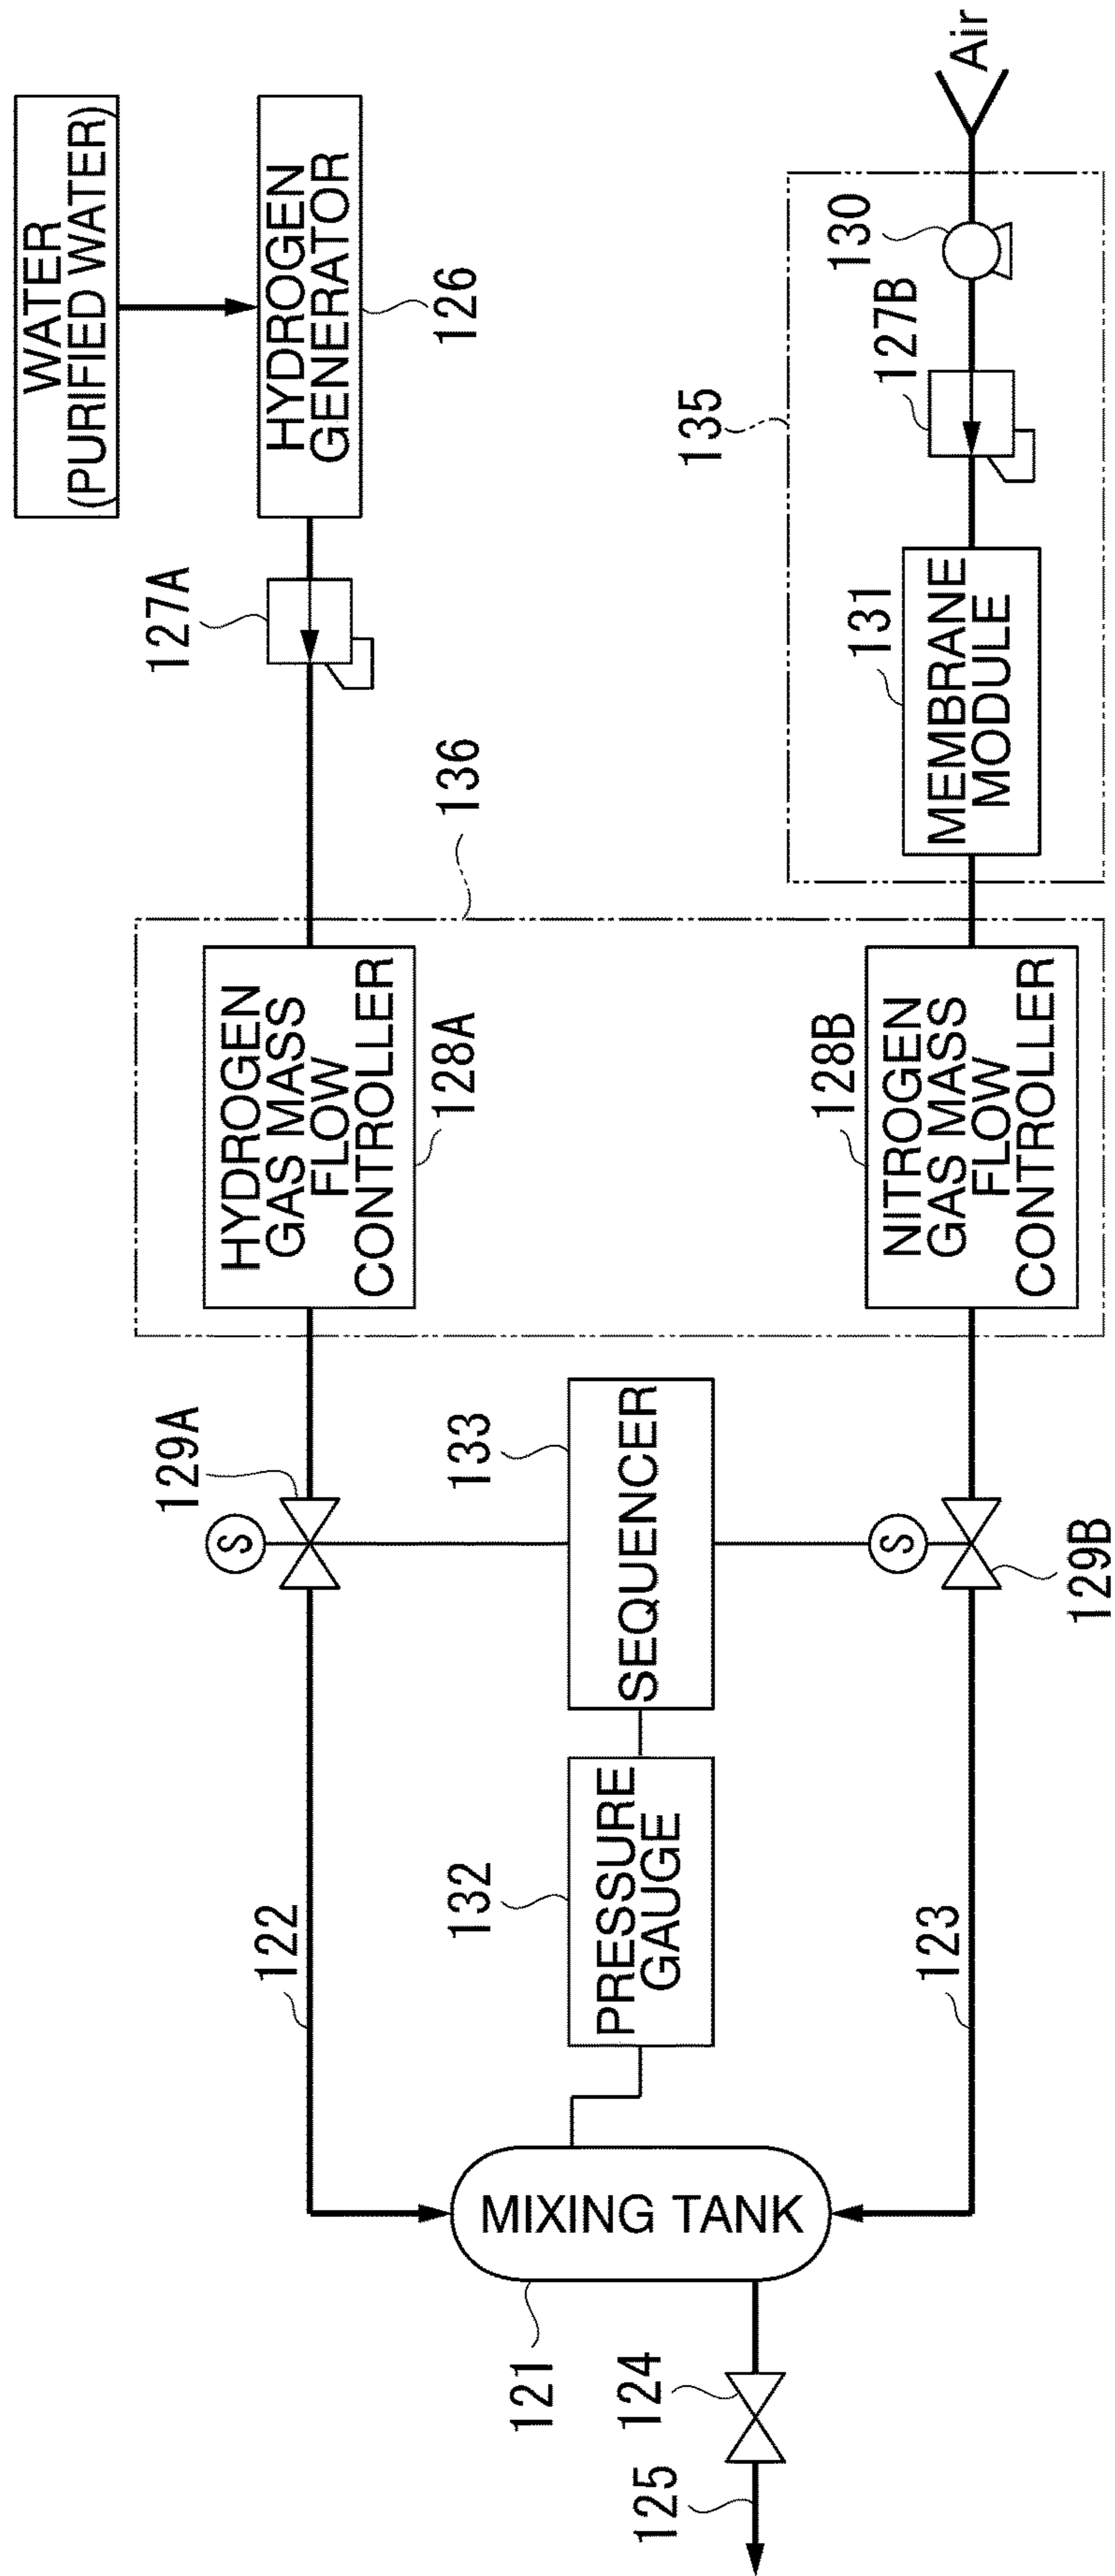 WATER
(PURIFIED WATER)
HYDROGEN
GENERATOR
126
127A
136
HYDROGEN
GAS MASS
FLOW
CONTROLLER
128A
129A
S
122
Air
130
127B
135
131
MEMBRANE
MODULE
128B
NITROGEN
GAS MASS
FLOW
CONTROLLER
S
129B
123
133
SEQUENCER
132
PRESSURE
GAUGE
MIXING TANK
121
124
125